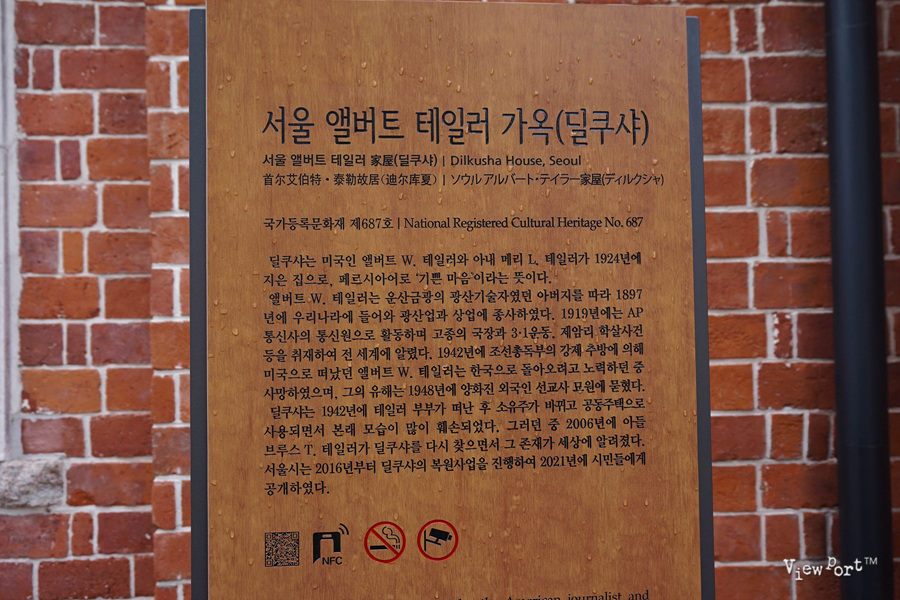 서울 앨버트 테일러 가옥(딜쿠샤)
서울 앨버트 테일러 家屋(딜쿠샤) | Dilkusha House, Seoul
首尔艾伯特·泰勒故居(迪尔库夏) | ソウルアルバート·テイラー家屋(ディルクシャ)
국가등록문화재 제687호 | National Registered Cultural Heritage No. 687
딜쿠샤는 미국인 앨버트 W. 테일러와 아내 메리 L. 테일러가 1924년에
지은 집으로, 페르시아어로 '기쁜 마음'이라는 뜻이다.
앨버트 W. 테일러는 운산금광의 광산기술자였던 아버지를 따라 1897
년에 우리나라에 들어와 광산업과 상업에 종사하였다. 1919년에는 AP
통신사의 통신원으로 활동하며 고종의 국장과 3·1운동, 제암리 학살사건
등을 취재하여 전 세계에 알렸다. 1942년에 조선총독부의 강제 추방에 의해
미국으로 떠났던 앨버트 W. 테일러는 한국으로 돌아오려고 노력하던 중
사망하였으며, 그의 유해는 1948년에 양화진 외국인 선교사 묘원에 묻혔다.
딜쿠샤는 1942년에 테일러 부부가 떠난 후 소유주가 바뀌고 공동주택으로
사용되면서 본래 모습이 많이 훼손되었다. 그러던 중 2006년에 아들
브루스 T. 테일러가 딜쿠샤를 다시 찾으면서 그 존재가 세상에 알려졌다.
서울시는 2016년부터 딜쿠샤의 복원사업을 진행하여 2021년에 시민들에게
공개하였다.
NFC
American journalist and
Viewport™